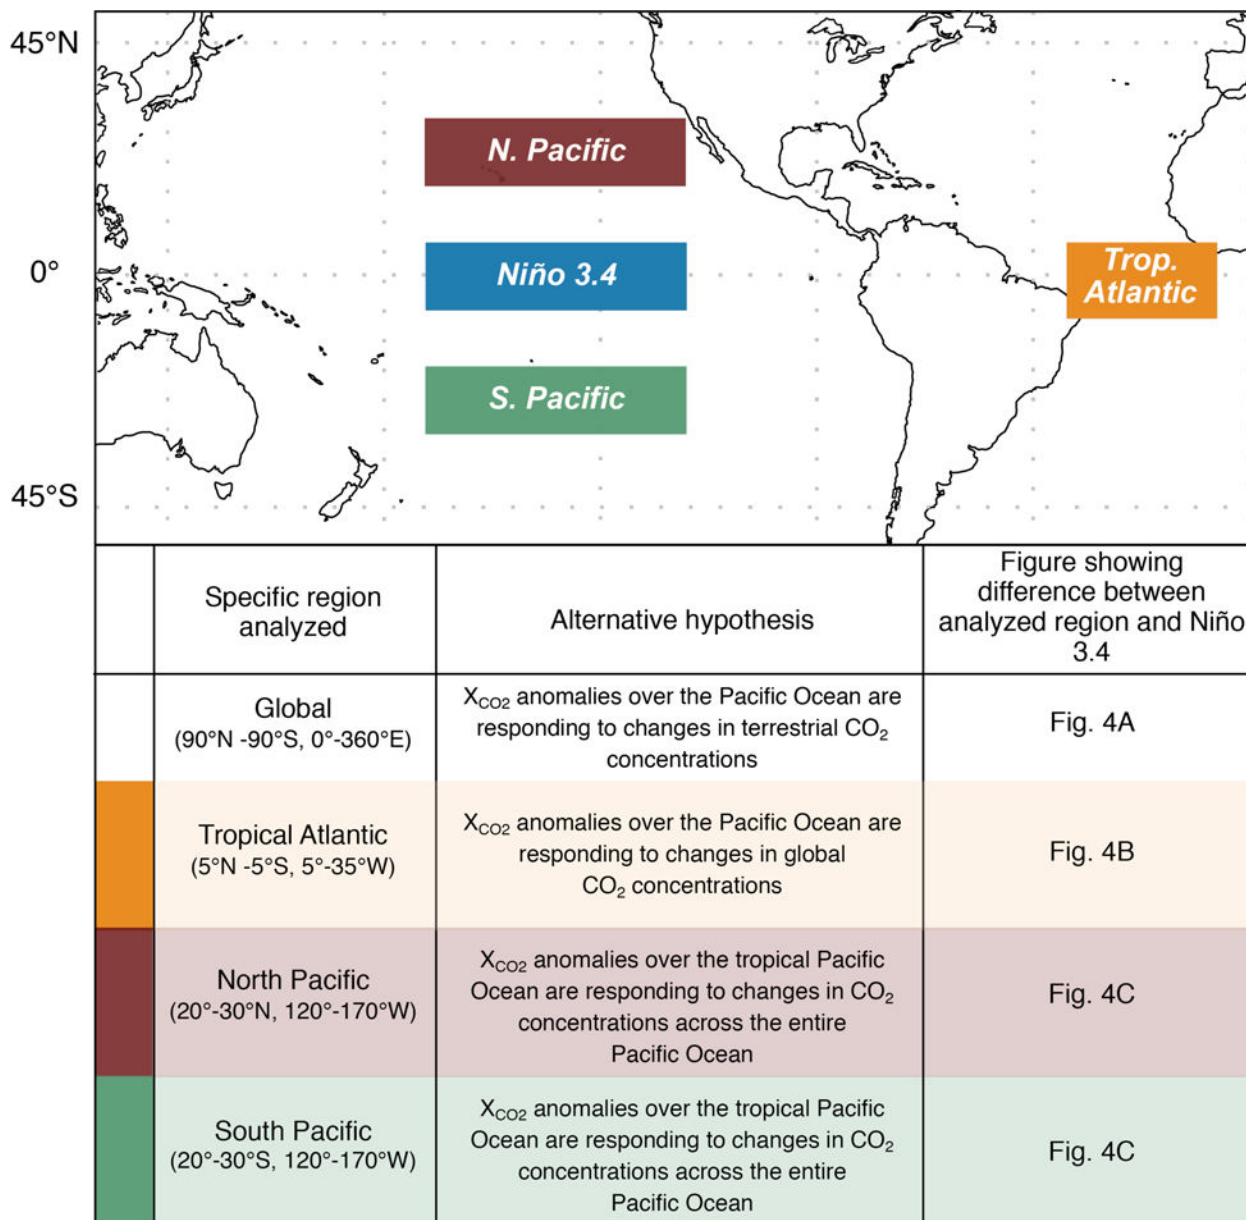 45°N
N. Pacific
0°
Niño 3.4
Trop.
Atlantic
S. Pacific
45°S
Specific region
analyzed
Alternative hypothesis
Figure showing
difference between
analyzed region and Niño
3.4
Global
(90°N -90°S, 0°-360°E)
X_CO2 anomalies over the Pacific Ocean are
responding to changes in terrestrial CO₂
concentrations
Fig. 4A
Tropical Atlantic
(5°N -5°S, 5°-35°W)
X_CO2 anomalies over the Pacific Ocean are
responding to changes in global
CO₂ concentrations
Fig. 4B
North Pacific
(20°-30°N, 120°-170°W)
X_CO2 anomalies over the tropical Pacific
Ocean are responding to changes in CO₂
concentrations across the entire
Pacific Ocean
Fig. 4C
South Pacific
(20°-30°S, 120°-170°W)
X_CO2 anomalies over the tropical Pacific
Ocean are responding to changes in CO₂
concentrations across the entire
Pacific Ocean
Fig. 4C